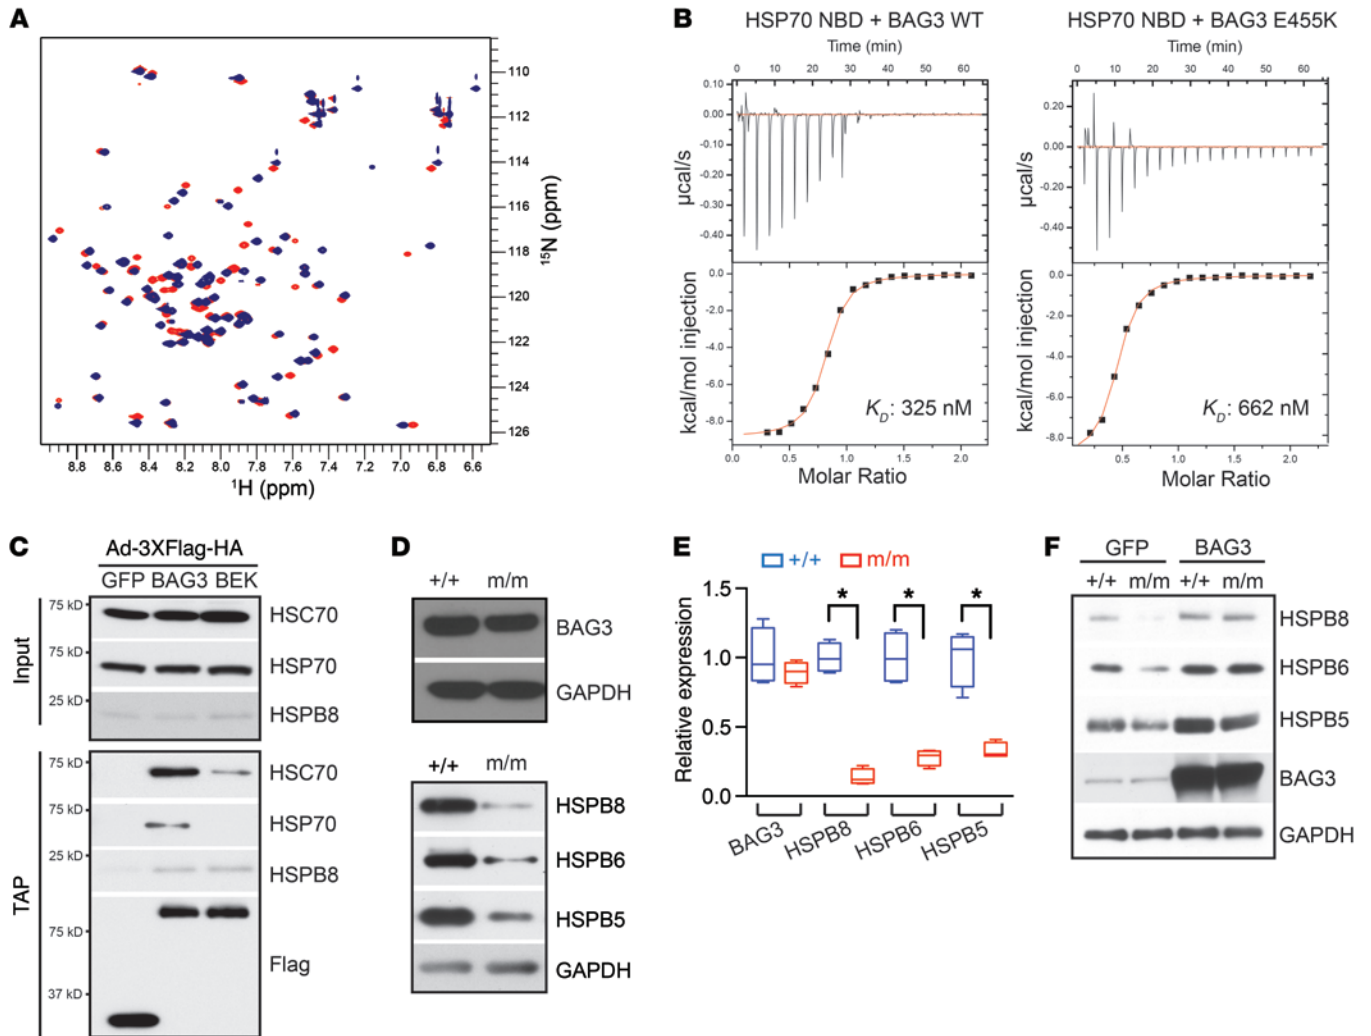 A
110
112
114
116
118
120
122
124
126
¹⁵N (ppm)
8.8 8.6 8.4 8.2 8.0 7.8 7.6 7.4 7.2 7.0 6.8 6.6
¹H (ppm)
B
HSP70 NBD + BAG3 WT
Time (min)
0 10 20 30 40 50 60
0.10
0.00
-0.10
-0.20
-0.30
-0.40
µcal/s
0.0
-2.0
-4.0
-6.0
-8.0
kcal/mol injection
K_D: 325 nM
0.0 0.5 1.0 1.5 2.0
Molar Ratio
HSP70 NBD + BAG3 E455K
Time (min)
0 10 20 30 40 50 60
0.20
0.00
-0.20
-0.40
µcal/s
0.0
-2.0
-4.0
-6.0
-8.0
kcal/mol injection
K_D: 662 nM
0.5 1.0 1.5 2.0
Molar Ratio
C
Ad-3XFlag-HA
GFP BAG3 BEK
Input
75 kD HSC70
75 kD HSP70
25 kD HSPB8
TAP
75 kD HSC70
75 kD HSP70
25 kD HSPB8
75 kD
Flag
37 kD
D
+/+ m/m
BAG3
GAPDH
+/+ m/m
HSPB8
HSPB6
HSPB5
GAPDH
E
+/+ m/m
1.5
1.0
0.5
0.0
Relative expression
* * *
BAG3 HSPB8 HSPB6 HSPB5
F
GFP BAG3
+/+ m/m +/+ m/m
HSPB8
HSPB6
HSPB5
BAG3
GAPDH